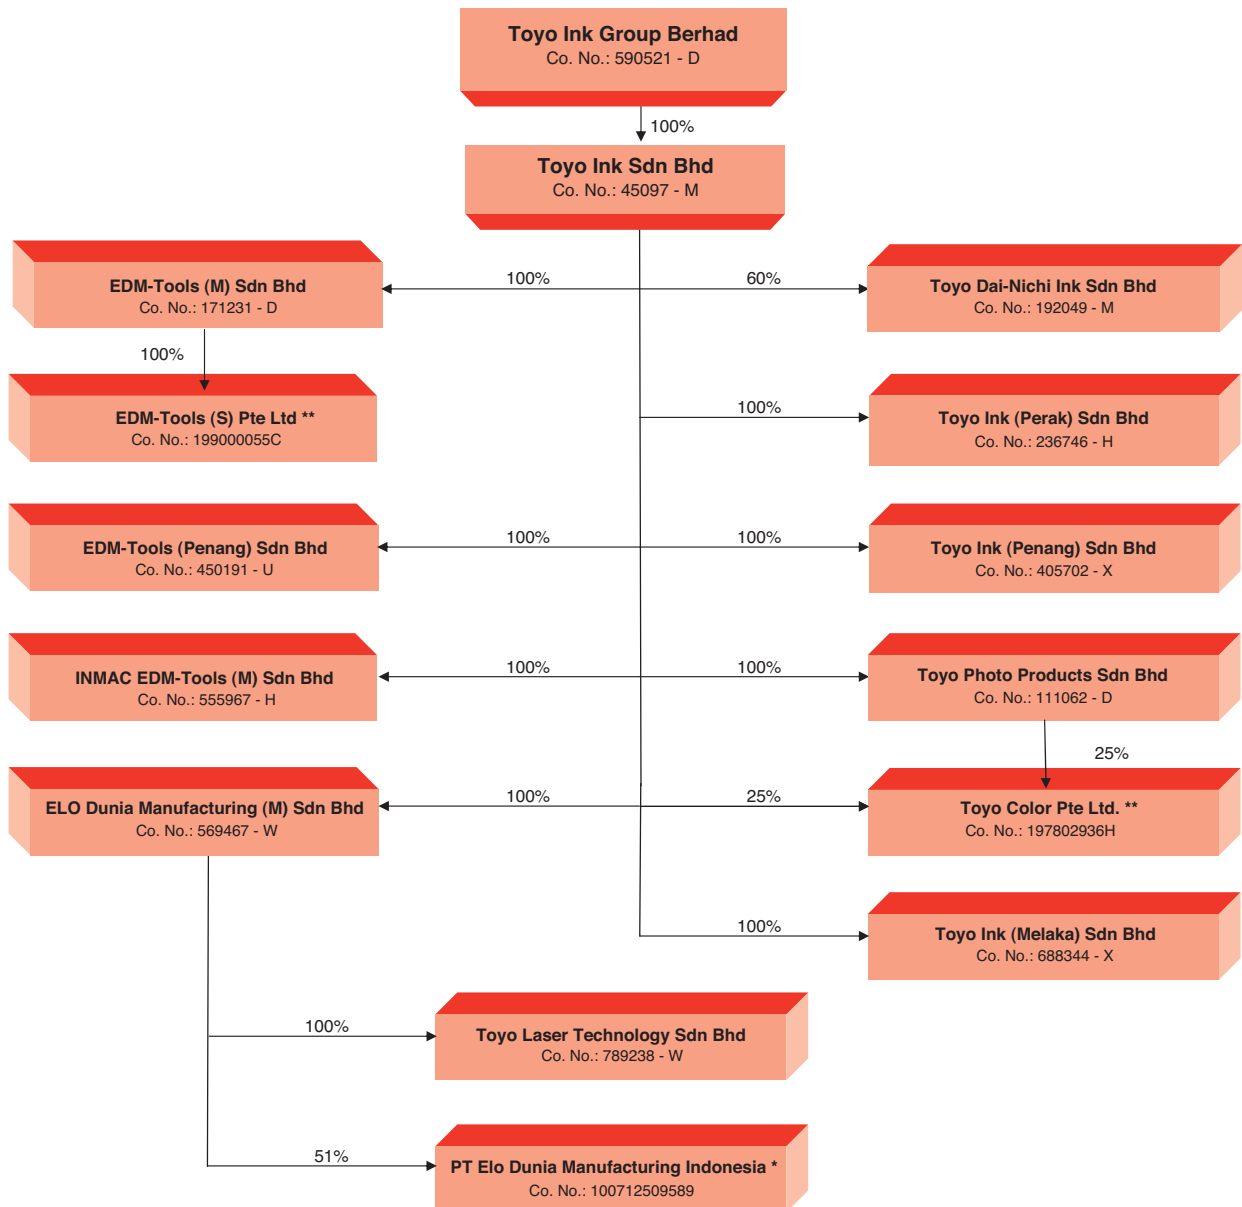 Toyo Ink Group Berhad
Co. No.: 590521 - D
100%
Toyo Ink Sdn Bhd
Co. No.: 45097 - M
EDM-Tools (M) Sdn Bhd
Co. No.: 171231 - D
100%
60%
Toyo Dai-Nichi Ink Sdn Bhd
Co. No.: 192049 - M
100%
EDM-Tools (S) Pte Ltd **
Co. No.: 199000055C
100%
Toyo Ink (Perak) Sdn Bhd
Co. No.: 236746 - H
EDM-Tools (Penang) Sdn Bhd
Co. No.: 450191 - U
100%
100%
Toyo Ink (Penang) Sdn Bhd
Co. No.: 405702 - X
INMAC EDM-Tools (M) Sdn Bhd
Co. No.: 555967 - H
100%
100%
Toyo Photo Products Sdn Bhd
Co. No.: 111062 - D
25%
ELO Dunia Manufacturing (M) Sdn Bhd
Co. No.: 569467 - W
100%
25%
Toyo Color Pte Ltd. **
Co. No.: 197802936H
100%
Toyo Ink (Melaka) Sdn Bhd
Co. No.: 688344 - X
100%
Toyo Laser Technology Sdn Bhd
Co. No.: 789238 - W
51%
PT Elo Dunia Manufacturing Indonesia *
Co. No.: 100712509589